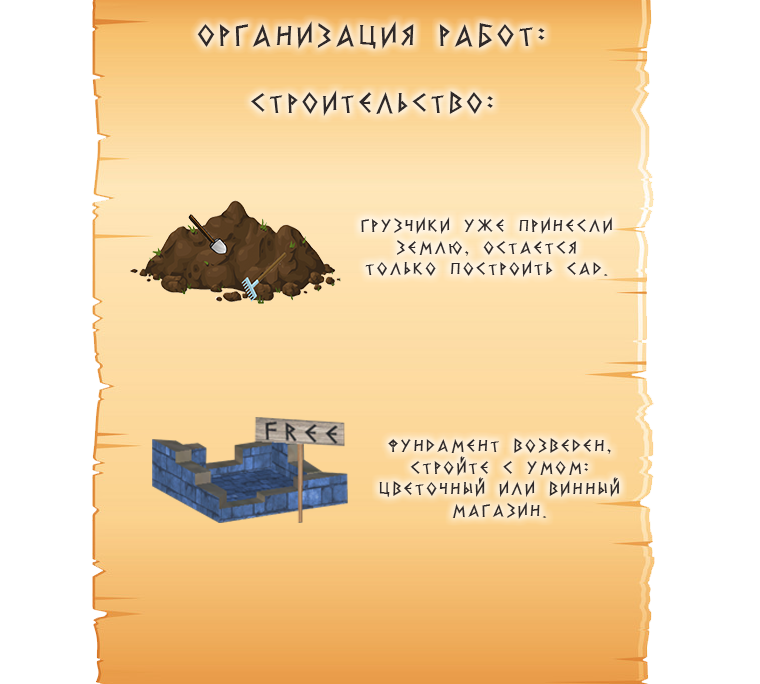 ОРГАНИЗАЦИЯ РАБОТ:
СТРОИТЕЛЬСТВО:
ГРУЗЧИКИ УЖЕ ПРИНЕСЛИ
ЗЕМЛЮ, ОСТАЕТСЯ
ТОЛЬКО ПОСТРОИТЬ САД.
FREE
ФУНДАМЕНТ ВОЗВЕДЕН,
СТРОЙТЕ С УМОМ:
ЦВЕТОЧНЫЙ ИЛИ ВИННЫЙ
МАГАЗИН.